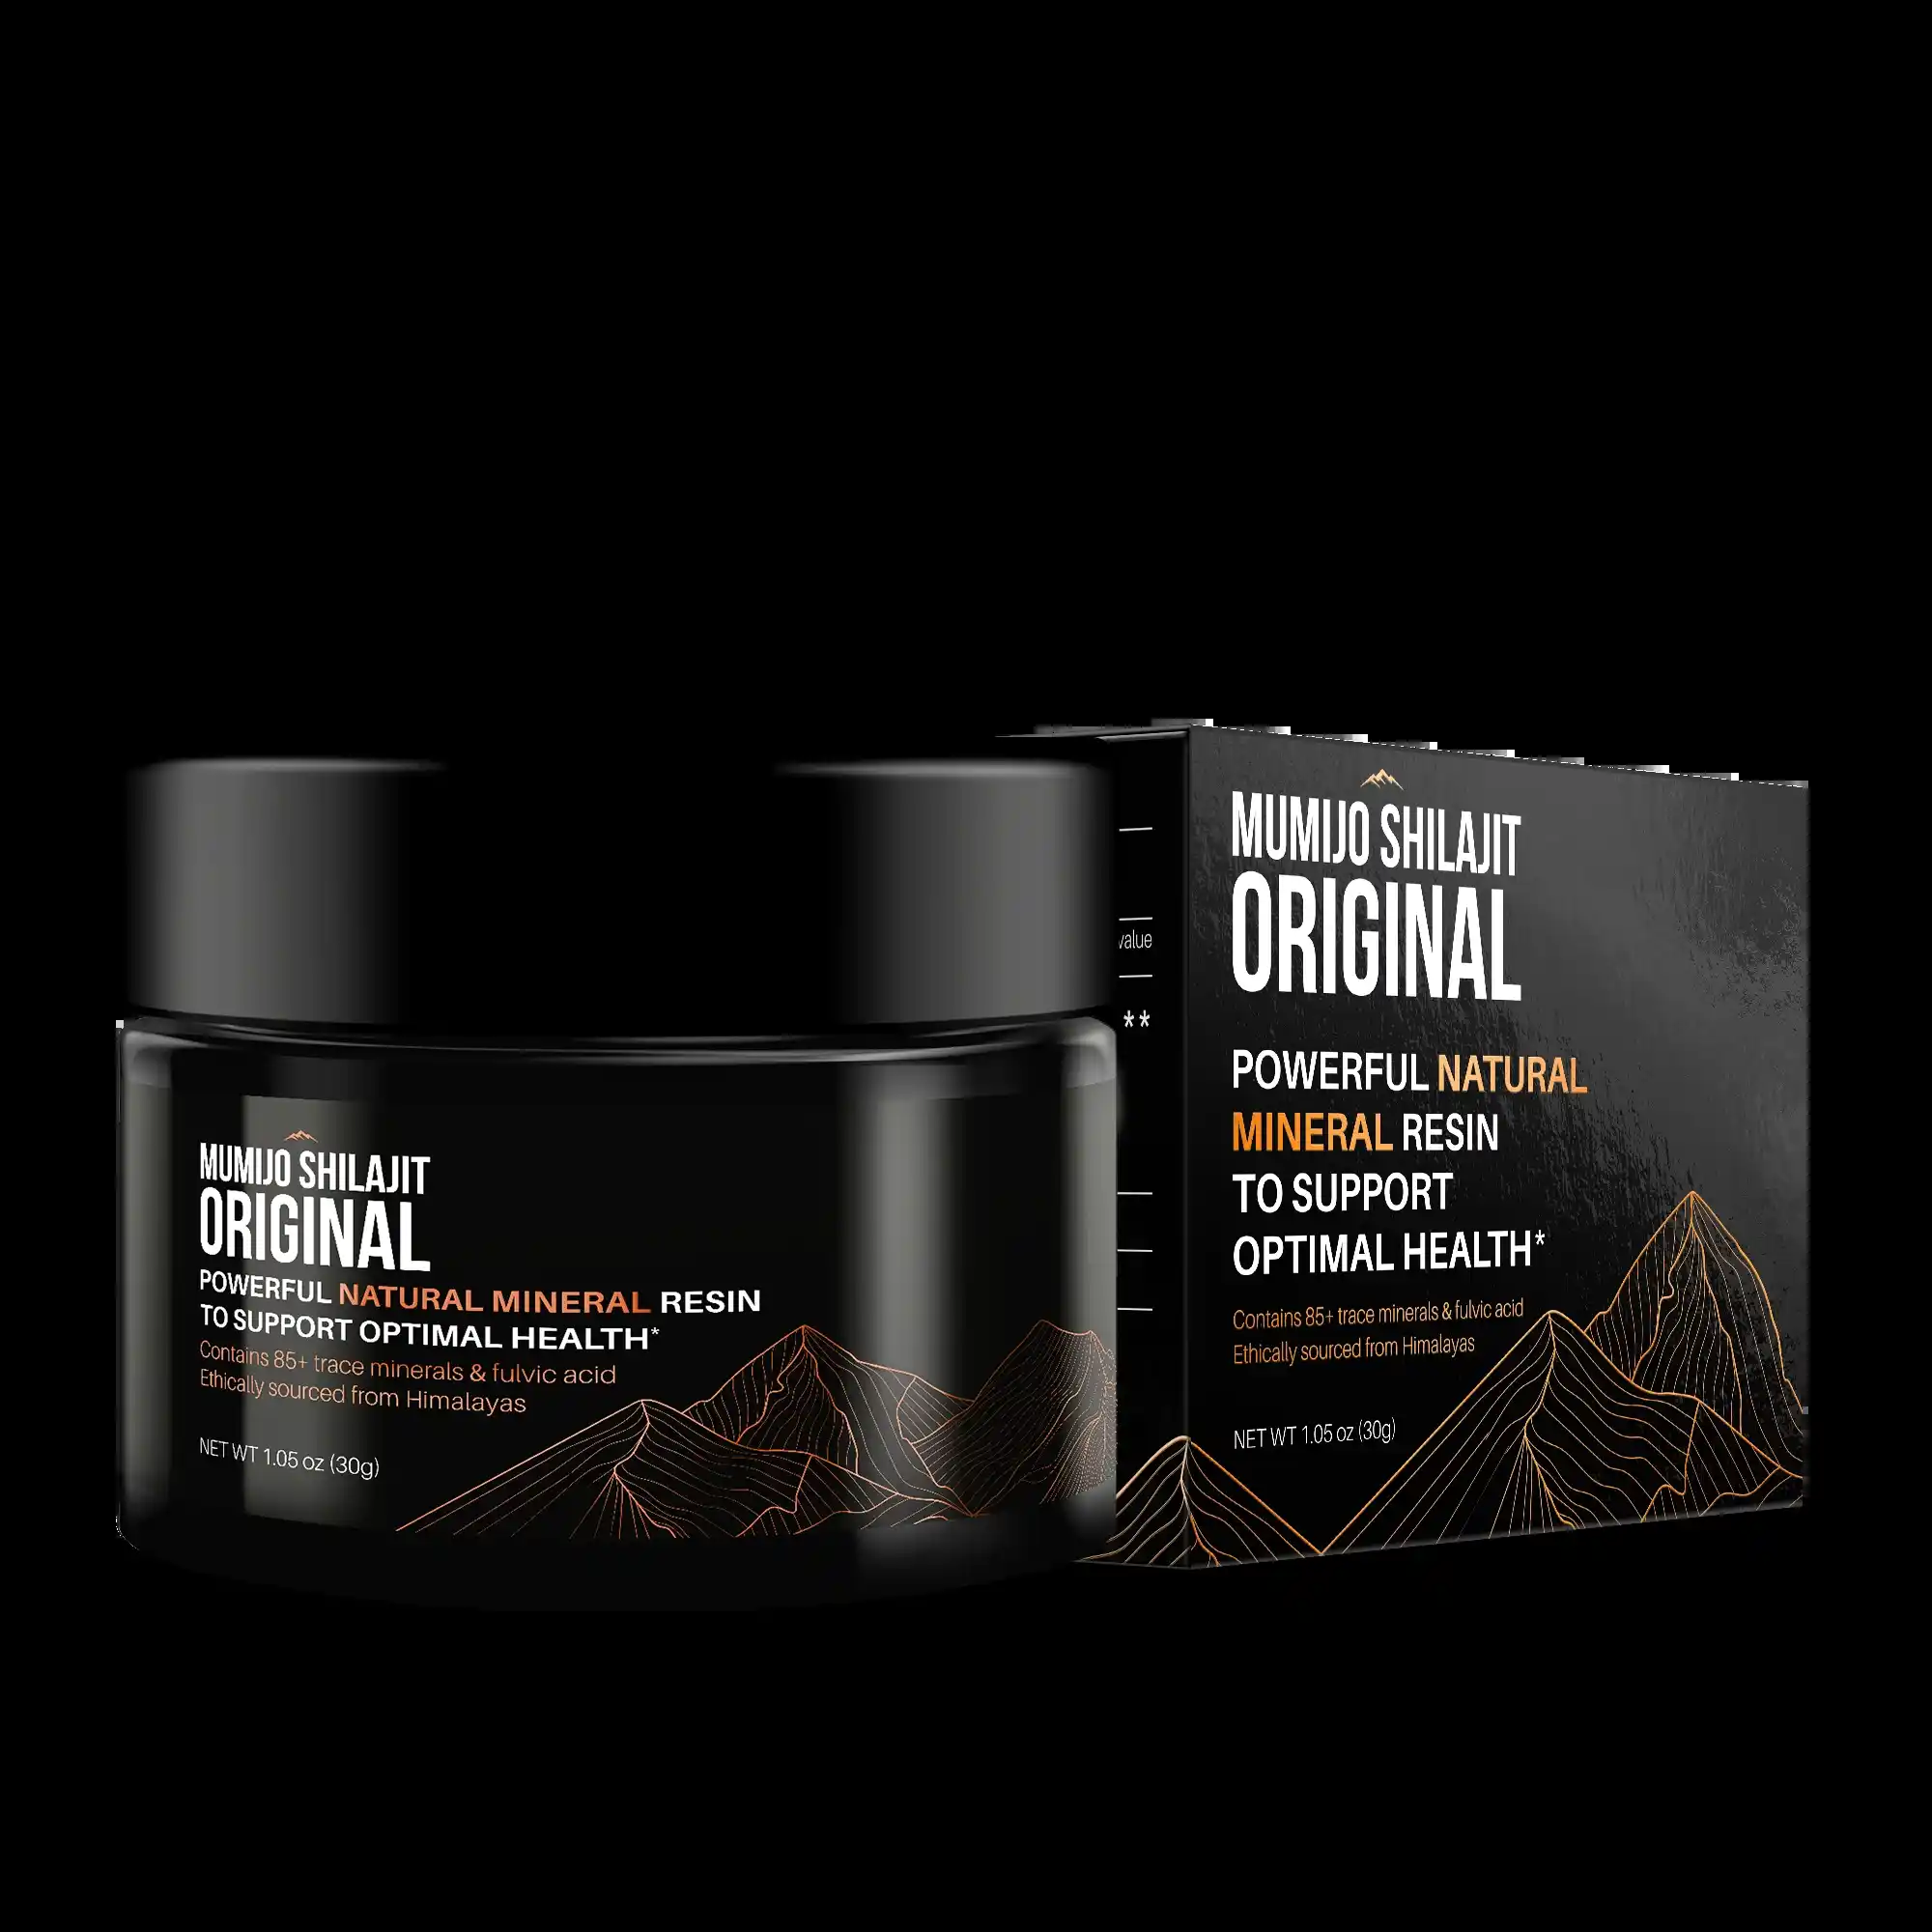 MUMIJO SHILAJIT
ORIGINAL
POWERFUL NATURAL MINERAL RESIN
TO SUPPORT OPTIMAL HEALTH*
Contains 85+ trace minerals & fulvic acid
Ethically sourced from Himalayas
NET WT 1.05 oz (30g)
value
**
MUMIJO SHILAJIT
ORIGINAL
POWERFUL NATURAL
MINERAL RESIN
TO SUPPORT
OPTIMAL HEALTH*
Contains 85+ trace minerals & fulvic acid
Ethically sourced from Himalayas
NET WT 1.05 oz (30g)